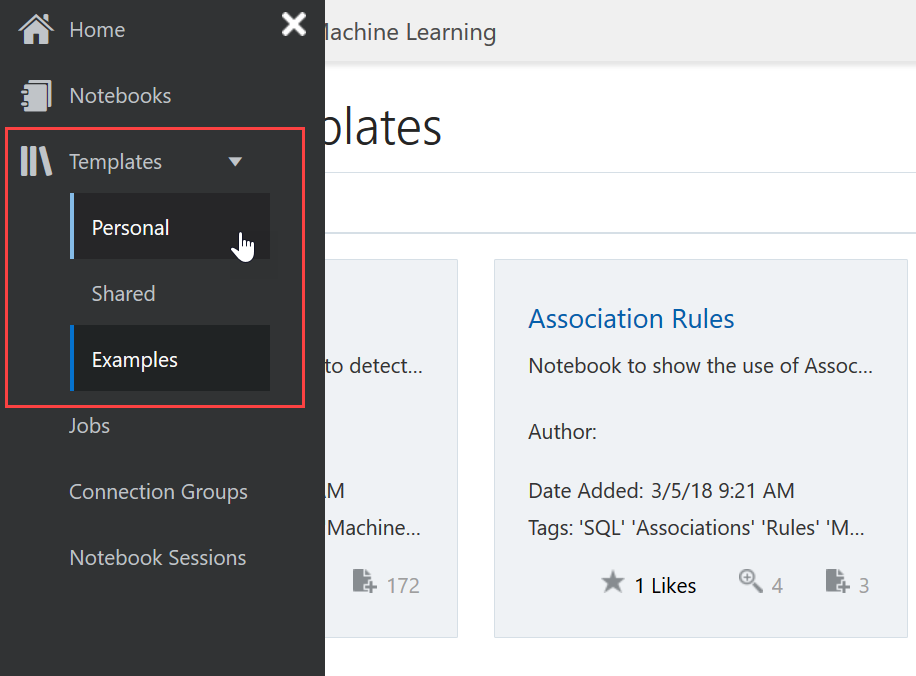 Home
Notebooks
Templates
Personal
Shared
Examples
Jobs
Connection Groups
Notebook Sessions
Machine Learning
plates
to detect...
AM
Machine...
172
Association Rules
Notebook to show the use of Assoc...
Author:
Date Added: 3/5/18 9:21 AM
Tags: 'SQL' 'Associations' 'Rules' 'M...
1 Likes
4
3